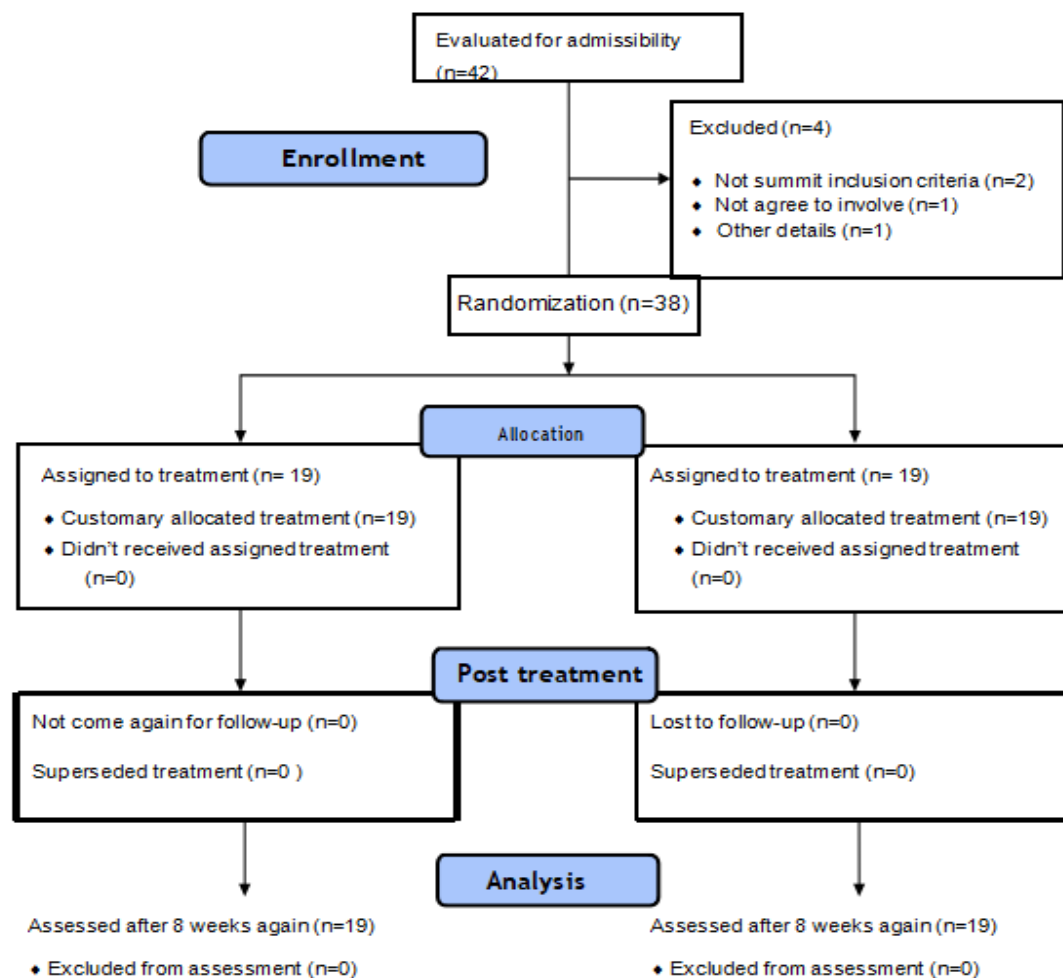 Evaluated for admissibility
(n=42)
Excluded (n=4)
Enrollment
♦ Not summit inclusion criteria (n=2)
♦ Not agree to involve (n=1)
♦ Other details (n=1)
Randomization (n=38)
Allocation
Assigned to treatment (n= 19)
♦ Customary allocated treatment (n=19)
♦ Didn't received assigned treatment
(n=0)
Assigned to treatment (n= 19)
♦ Customary allocated treatment (n=19)
♦ Didn't received assigned treatment
(n=0)
Post treatment
Not come again for follow-up (n=0)
Superseded treatment (n=0 )
Lost to follow-up (n=0)
Superseded treatment (n=0)
Analysis
Assessed after 8 weeks again (n=19)
♦ Excluded from assessment (n=0)
Assessed after 8 weeks again (n=19)
♦ Excluded from assessment (n=0)